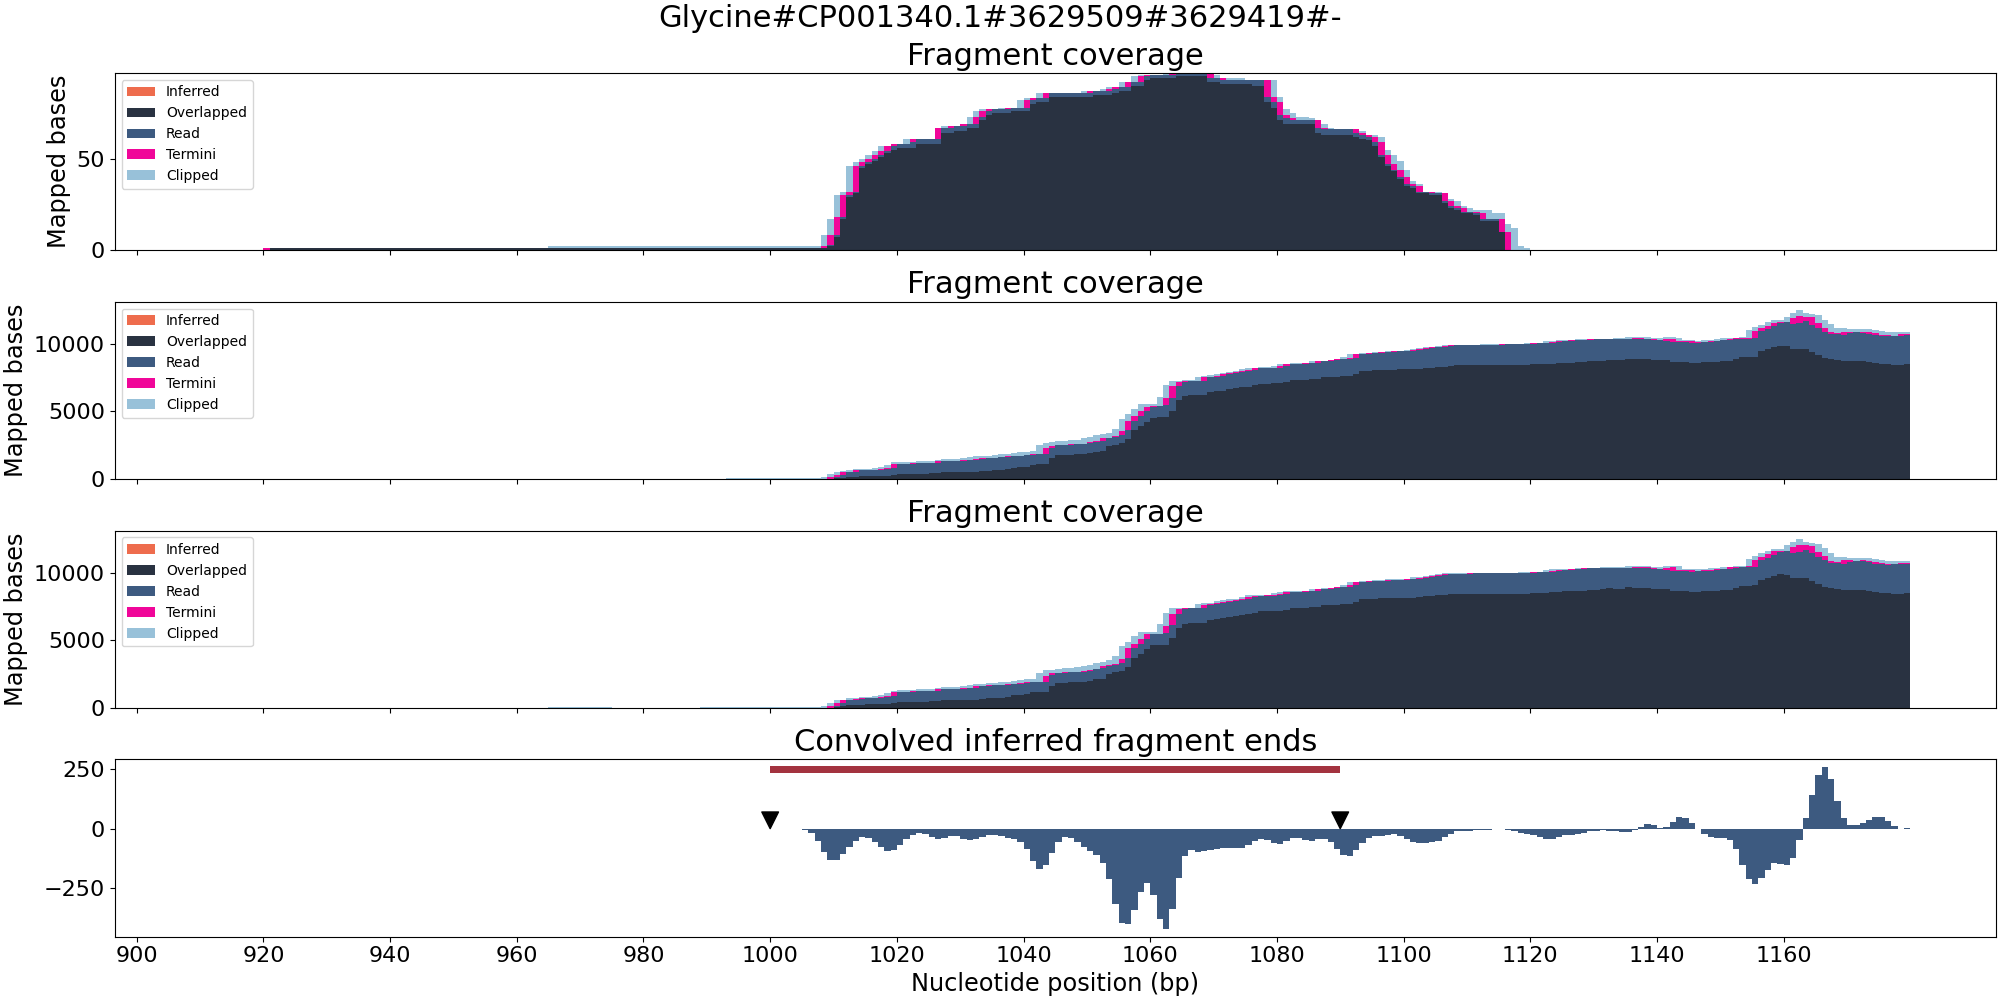 Glycine#CP001340.1#3629509#3629419#-
Fragment coverage
Mapped bases
50
0
Inferred
Overlapped
Read
Termini
Clipped
Fragment coverage
Mapped bases
10000
5000
0
Inferred
Overlapped
Read
Termini
Clipped
Fragment coverage
Mapped bases
10000
5000
0
Inferred
Overlapped
Read
Termini
Clipped
Convolved inferred fragment ends
250
0
−250
900 920 940 960 980 1000 1020 1040 1060 1080 1100 1120 1140 1160
Nucleotide position (bp)